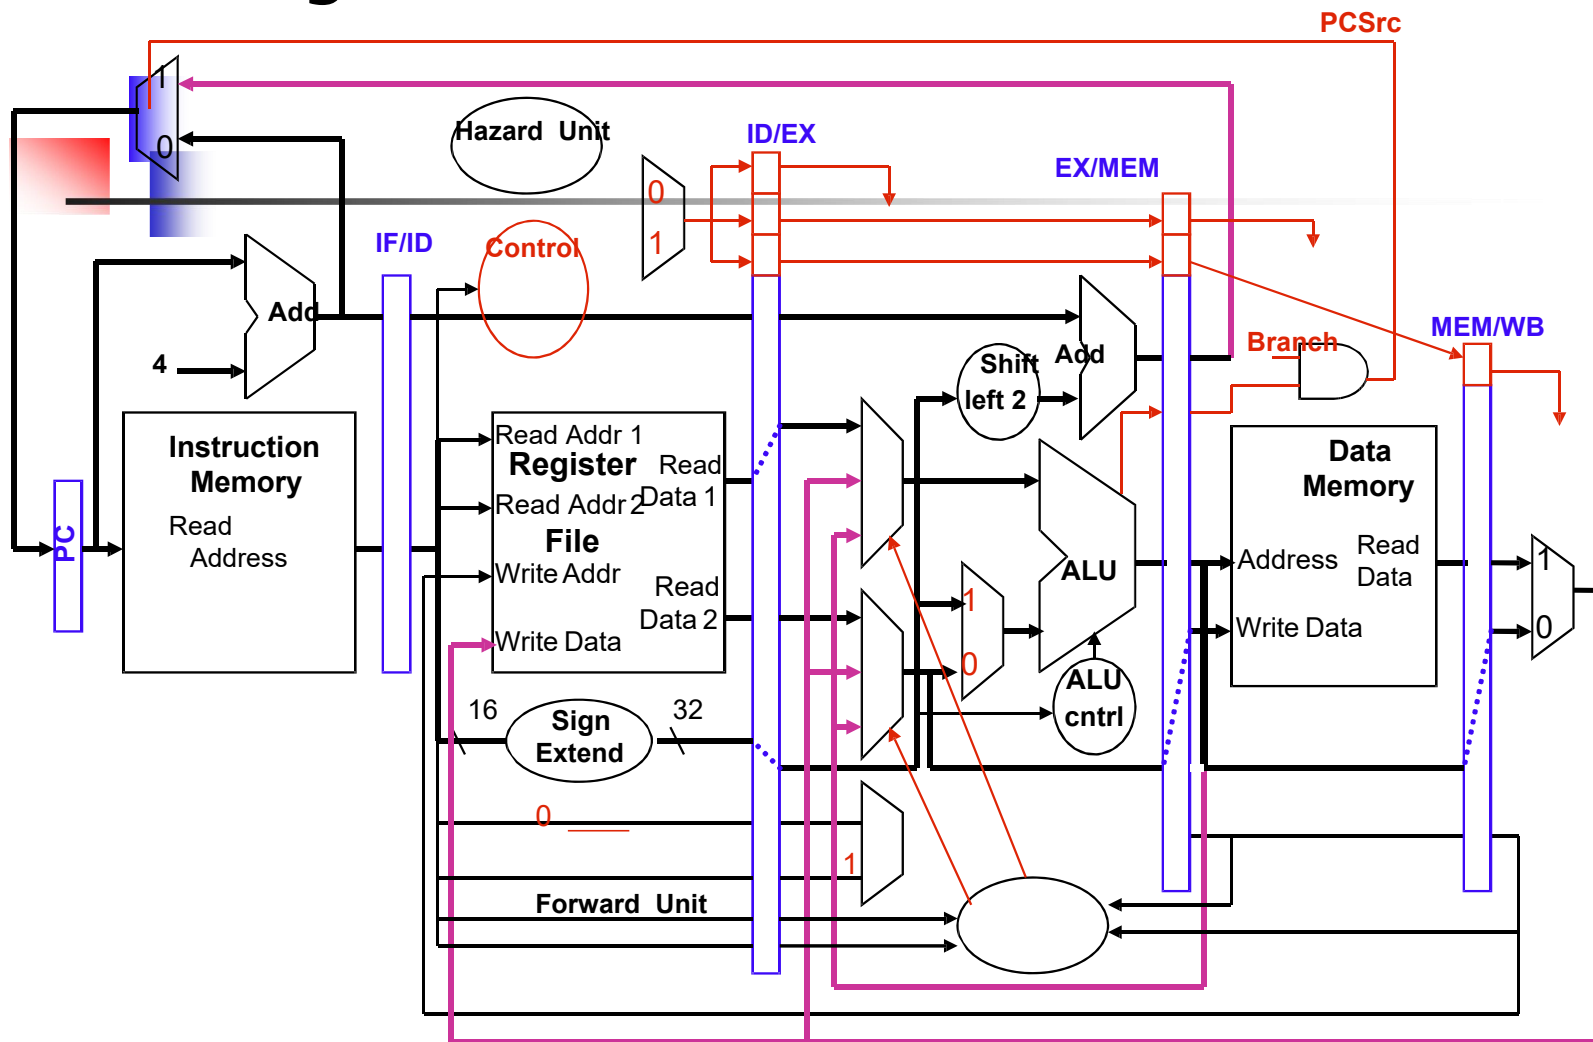 PCSrc
1
0
Hazard Unit
ID/EX
EX/MEM
0
1
IF/ID
Control
Add
4
Branch
MEM/WB
Shift
left 2
Add
Instruction
Memory
Read
Address
PC
Read Addr 1
Register
Read
Data 1
Read Addr 2
File
Write Addr
Read
Data 2
Write Data
16
Sign
Extend
32
1
0
ALU
ALU
cntrl
Data
Memory
Address
Read
Data
Write Data
1
0
0
1
Forward Unit